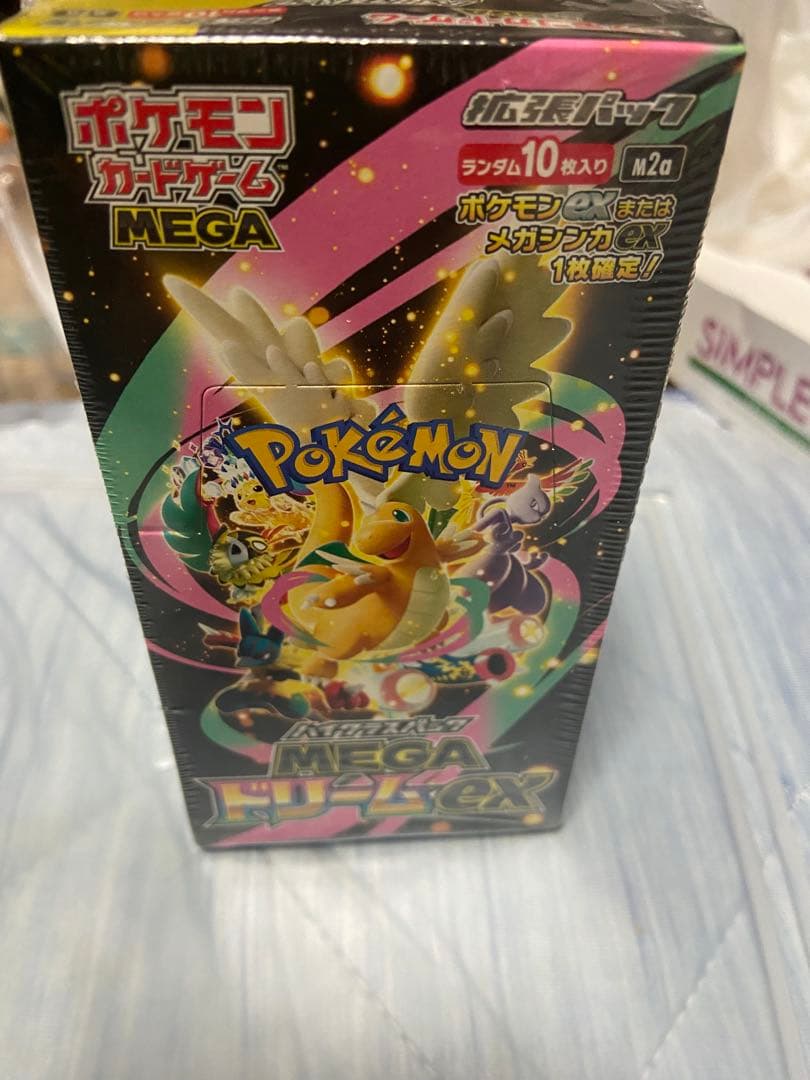 ポケモン
カードゲーム
MEGA
拡張パック
ランダム10枚入り
M2a
ポケモンexまたは
メガシンカex
1枚確定!
POKÉMON
ハイクラスパック
MEGA
ドリームex
SIMPLE